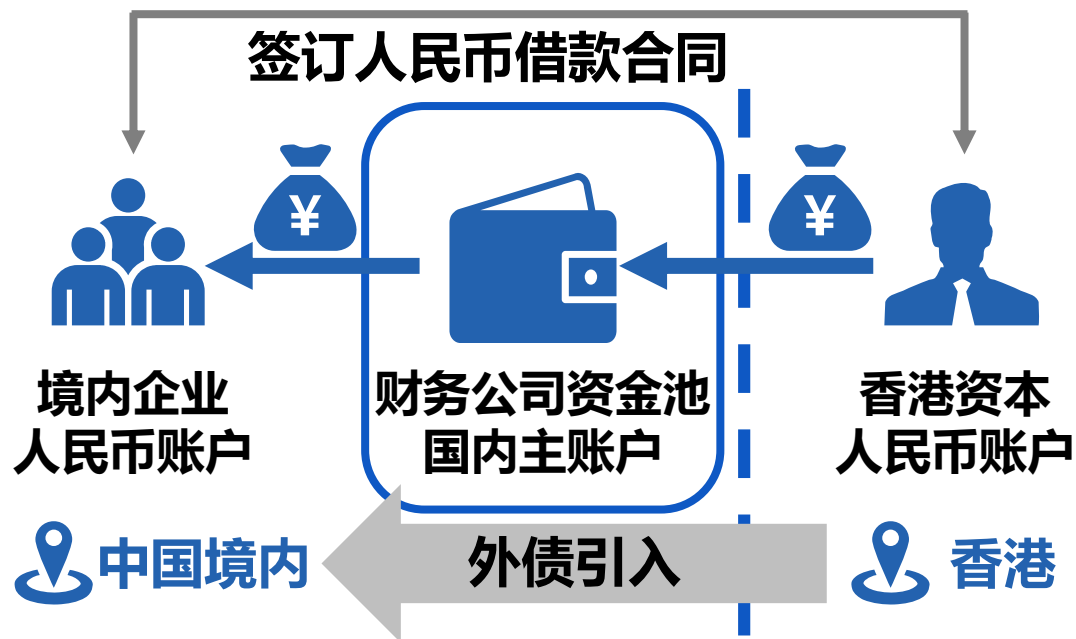 签订人民币借款合同
¥
¥
境内企业
人民币账户
财务公司资金池
国内主账户
香港资本
人民币账户
中国境内
外债引入
香港